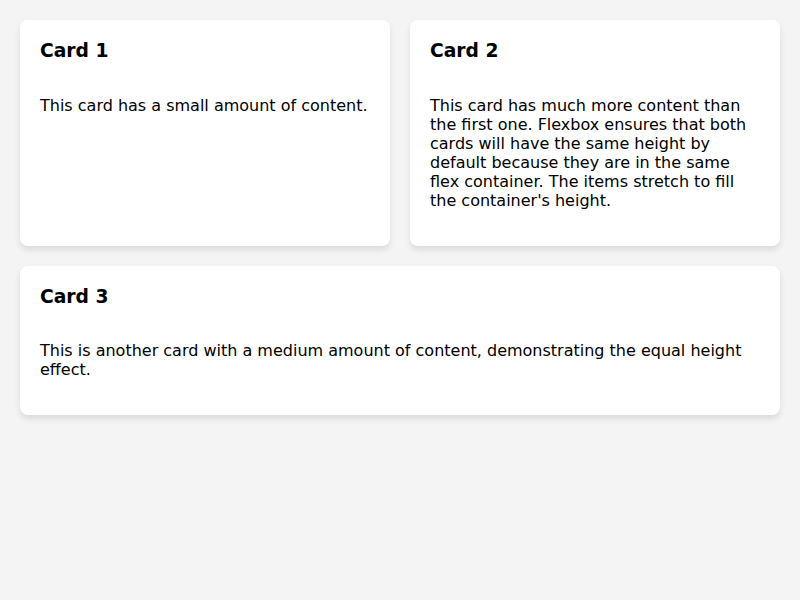 Card 1
This card has a small amount of content.
Card 2
This card has much more content than
the first one. Flexbox ensures that both
cards will have the same height by
default because they are in the same
flex container. The items stretch to fill
the container's height.
Card 3
This is another card with a medium amount of content, demonstrating the equal height
effect.